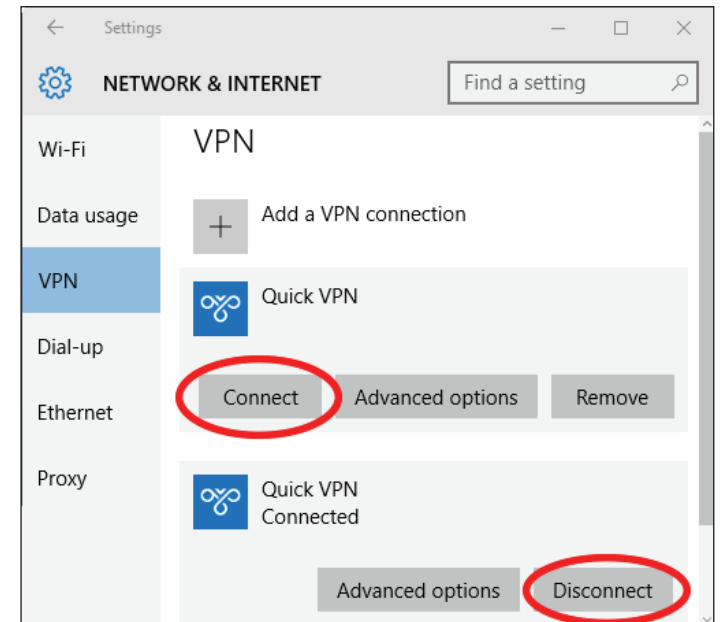 Settings
NETWORK & INTERNET
Find a setting
Wi-Fi
Data usage
VPN
Dial-up
Ethernet
Proxy
VPN
Add a VPN connection
Quick VPN
Connect Advanced options Remove
Quick VPN
Connected
Advanced options Disconnect